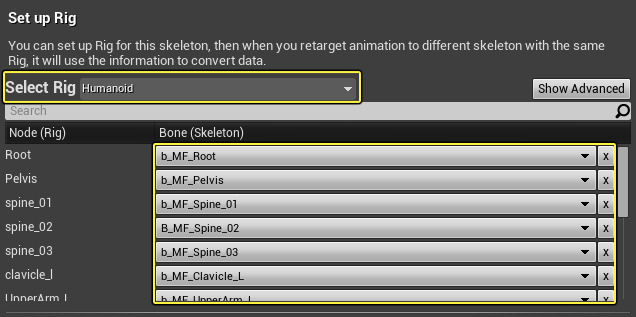 Set up Rig
You can set up Rig for this skeleton, then when you retarget animation to different skeleton with the same
Rig, it will use the information to convert data.
Select Rig Humanoid Show Advanced
Search
Node (Rig) Bone (Skeleton)
Root b_MF_Root x
Pelvis b_MF_Pelvis x
spine_01 b_MF_Spine_01 x
spine_02 B_MF_Spine_02 x
spine_03 b_MF_Spine_03 x
clavicle_l b_MF_Clavicle_L x
UpperArm_l b_MF_UpperArm_L x